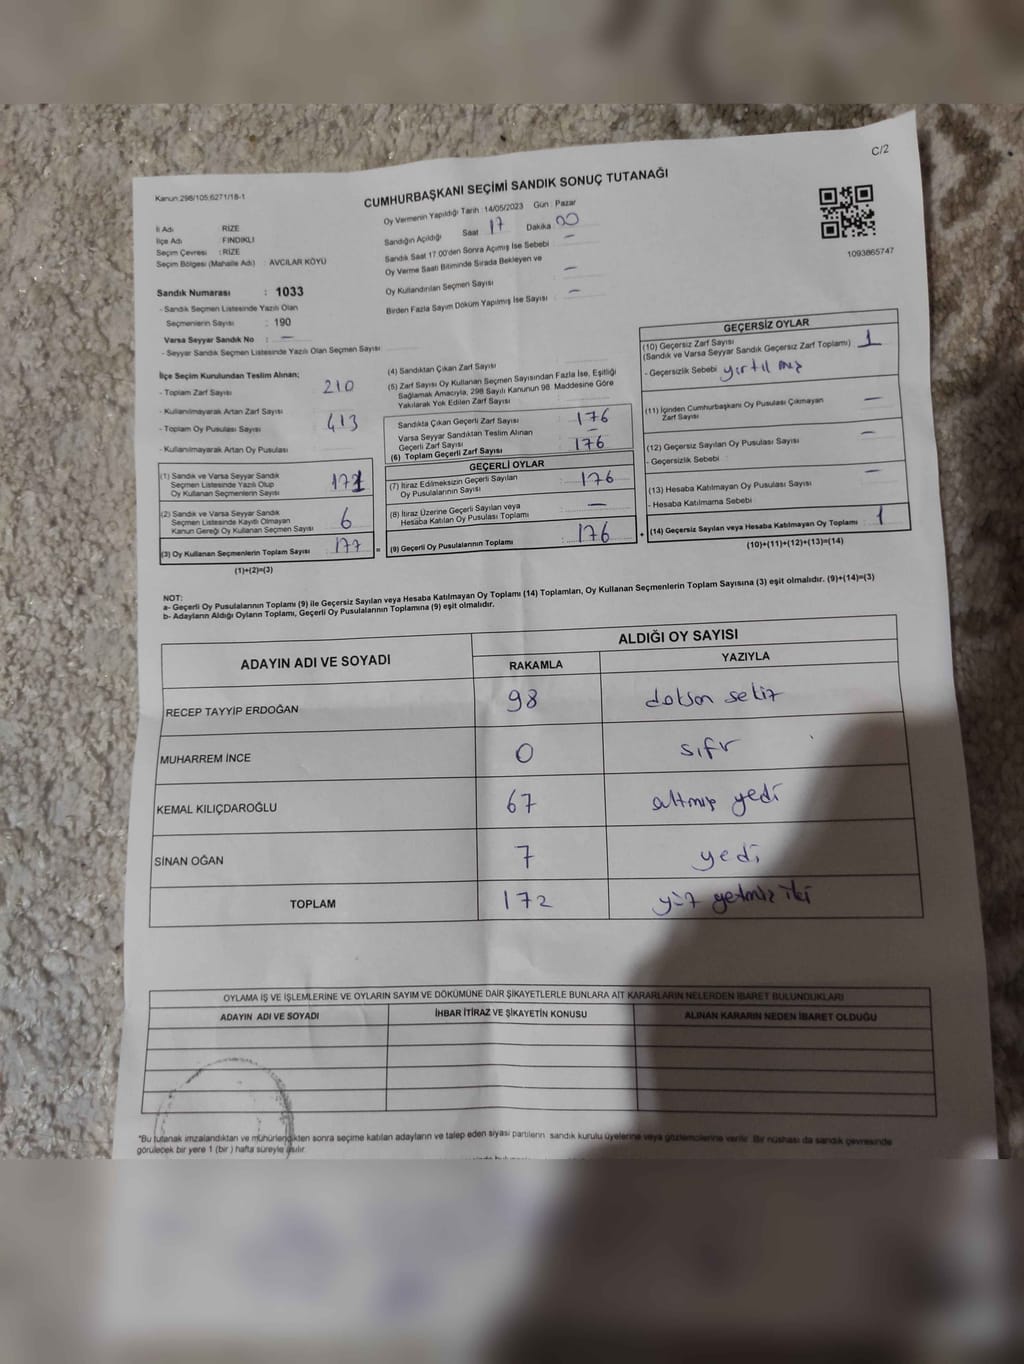 C/2
Kanun:298/105:6271/18-1
CUMHURBAŞKANI SEÇİMİ SANDIK SONUÇ TUTANAĞI
Oy Vermenin Yapıldığı Tarih :14/05/2023 Gün : Pazar
İl Adı RİZE
İlçe Adı FINDIKLI
Seçim Çevresi : RİZE
Seçim Bölgesi (Mahalle Adı) : AVCILAR KÖYÜ
Sandık Numarası : 1033
- Sandık Seçmen Listesinde Yazılı Olan
Seçmenlerin Sayısı : 190
Varsa Seyyar Sandık No : —
- Seyyar Sandık Seçmen Listesinde Yazılı Olan Seçmen Sayısı
Sandığın Açıldığı Saat 17 Dakika 00
Sandık Saat 17.00'den Sonra Açılmış İse Sebebi —
Oy Verme Saati Bitiminde Sırada Bekleyen ve
Oy Kullandırılan Seçmen Sayısı —
Birden Fazla Sayım Döküm Yapılmış İse Sayısı —
1093865747
İlçe Seçim Kurulundan Teslim Alınan;
- Toplam Zarf Sayısı 210
- Kullanılmayarak Artan Zarf Sayısı
- Toplam Oy Pusulası Sayısı 413
- Kullanılmayarak Artan Oy Pusulası
(1) Sandık ve Varsa Seyyar Sandık
Seçmen Listesinde Yazılı Olup
Oy Kullanan Seçmenlerin Sayısı 171
(2) Sandık ve Varsa Seyyar Sandık
Seçmen Listesinde Kayıtlı Olmayan
Kanun Gereği Oy Kullanan Seçmen Sayısı 6
(3) Oy Kullanan Seçmenlerin Toplam Sayısı 177 =
(1)+(2)=(3)
(4) Sandıktan Çıkan Zarf Sayısı
(5) Zarf Sayısı Oy Kullanan Seçmen Sayısından Fazla İse, Eşitliği
Sağlamak Amacıyla, 298 Sayılı Kanunun 98. Maddesine Göre
Yakılarak Yok Edilen Zarf Sayısı
Sandıkta Çıkan Geçerli Zarf Sayısı : 176
Varsa Seyyar Sandıktan Teslim Alınan
Geçerli Zarf Sayısı —
(6) Toplam Geçerli Zarf Sayısı 176
GEÇERLİ OYLAR
(7) İtiraz Edilmeksizin Geçerli Sayılan
Oy Pusulalarının Sayısı : 176
(8) İtiraz Üzerine Geçerli Sayılan veya
Hesaba Katılan Oy Pusulası Toplamı : —
(9) Geçerli Oy Pusulalarının Toplamı : 176 +
GEÇERSİZ OYLAR
(10) Geçersiz Zarf Sayısı
(Sandık ve Varsa Seyyar Sandık Geçersiz Zarf Toplamı) 1
- Geçersizlik Sebebi yırtılmız
(11) İçinden Cumhurbaşkanı Oy Pusulası Çıkmayan
Zarf Sayısı —
(12) Geçersiz Sayılan Oy Pusulası Sayısı —
- Geçersizlik Sebebi :
(13) Hesaba Katılmayan Oy Pusulası Sayısı —
- Hesaba Katılmama Sebebi
(14) Geçersiz Sayılan veya Hesaba Katılmayan Oy Toplamı 1
(10)+(11)+(12)+(13)=(14)
NOT:
a- Geçerli Oy Pusulalarının Toplamı (9) ile Geçersiz Sayılan veya Hesaba Katılmayan Oy Toplamı (14) Toplamları, Oy Kullanan Seçmenlerin Toplam Sayısına (3) eşit olmalıdır. (9)+(14)=(3)
b- Adayların Aldığı Oyların Toplamı, Geçerli Oy Pusulalarının Toplamına (9) eşit olmalıdır.
ADAYIN ADI VE SOYADI ALDIĞI OY SAYISI
RAKAMLA YAZIYLA
RECEP TAYYİP ERDOĞAN 98 doksan sekiz
MUHARREM İNCE 0 sıfır
KEMAL KILIÇDAROĞLU 67 altmış yedi
SİNAN OĞAN 7 yedi
TOPLAM 172 yüz yetmiz iki
OYLAMA İŞ VE İŞLEMLERİNE VE OYLARIN SAYIM VE DÖKÜMÜNE DAİR ŞİKAYETLERLE BUNLARA AİT KARARLARIN NELERDEN İBARET BULUNDUKLARI
ADAYIN ADI VE SOYADI İHBAR İTİRAZ VE ŞİKAYETİN KONUSU ALINAN KARARIN NEDEN İBARET OLDUĞU
*Bu tutanak imzalandıktan ve mühürlendikten sonra seçime katılan adayların ve talep eden siyasi partilerin sandık kurulu üyelerine veya gözlemcilerine verilir. Bir nüshası da sandık çevresinde
görülecek bir yere 1 (bir ) hafta süreyle asılır.